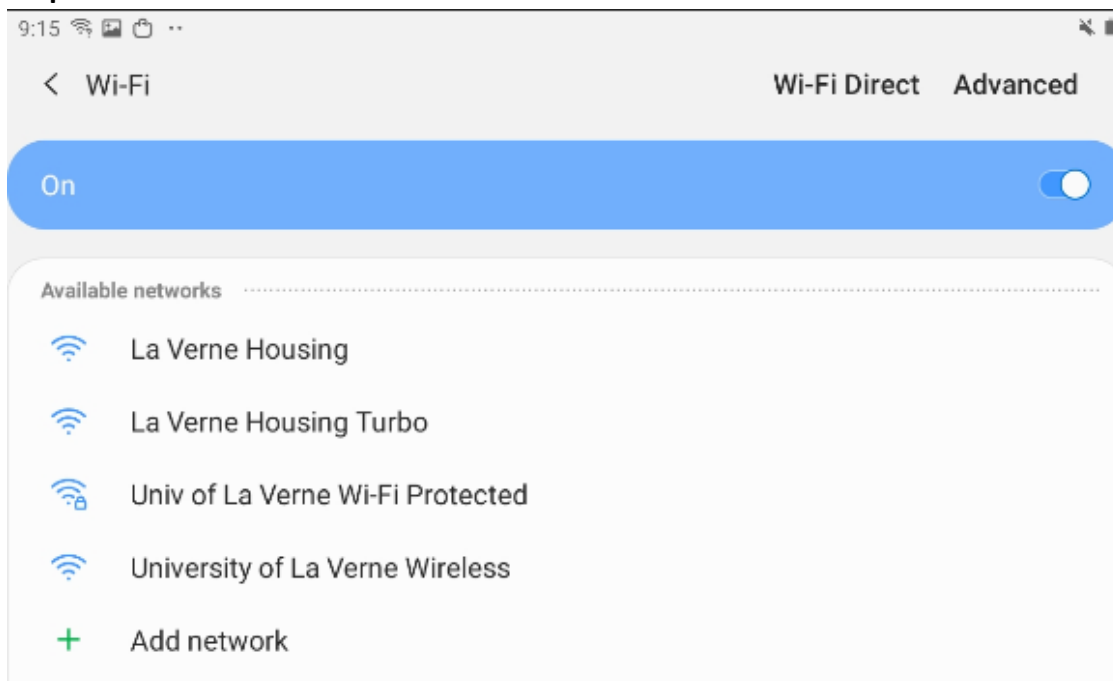 9:15
Wi-Fi
Wi-Fi Direct Advanced
On
Available networks
La Verne Housing
La Verne Housing Turbo
Univ of La Verne Wi-Fi Protected
University of La Verne Wireless
Add network